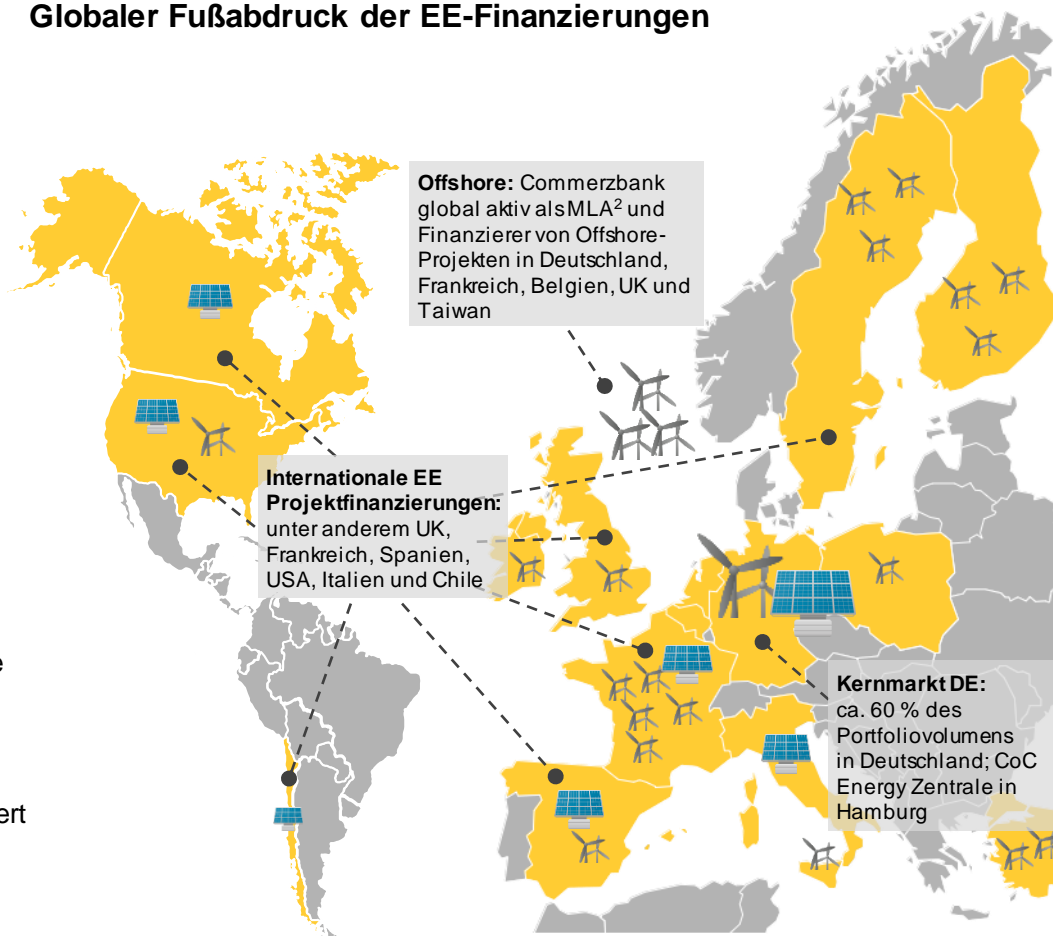 Globaler Fußabdruck der EE-Finanzierungen
Offshore: Commerzbank
global aktiv als MLA² und
Finanzierer von Offshore-
Projekten in Deutschland,
Frankreich, Belgien, UK und
Taiwan
Internationale EE
Projektfinanzierungen:
unter anderem UK,
Frankreich, Spanien,
USA, Italien und Chile
e
Kernmarkt DE:
ca. 60 % des
Portfoliovolumens
in Deutschland; CoC
Energy Zentrale in
Hamburg
ert